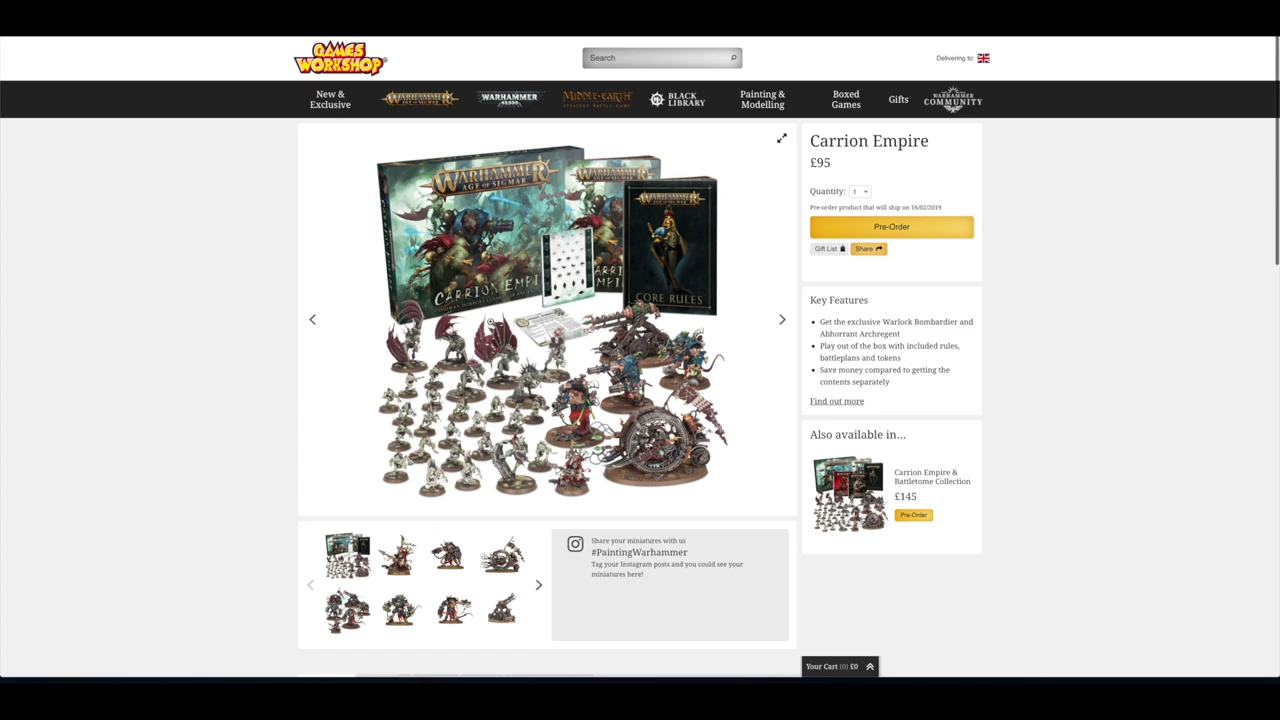 GAMES
WORKSHOP
Search
Delivering to:
New &
Exclusive
WARHAMMER
AGE OF SIGMAR
WARHAMMER
40,000
MIDDLE-EARTH
STRATEGY BATTLE GAME
BLACK
LIBRARY
Painting &
Modelling
Boxed
Games
Gifts
WARHAMMER
COMMUNITY
WARHAMMER
AGE OF SIGMAR
CARRION EMPI
WARHAMMER
CORE RULES
Carrion Empire
£95
Quantity: 1
Pre-order product that will ship on 16/02/2019
Pre-Order
Gift List
Share
Key Features
Get the exclusive Warlock Bombardier and
Abhorrant Archregent
Play out of the box with included rules,
battleplans and tokens
Save money compared to getting the
contents separately
Find out more
Also available in...
Carrion Empire &
Battletome Collection
£145
Pre-Order
Share your miniatures with us
#PaintingWarhammer
Tag your Instagram posts and you could see your
miniatures here!
Your Cart (0) £0